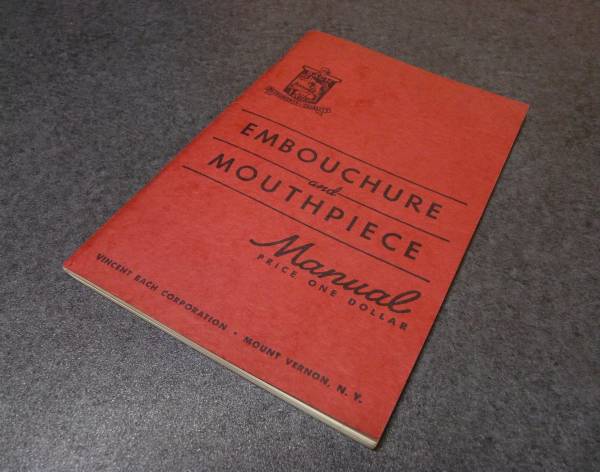 EMBOUCHURE
and
MOUTHPIECE
Manual
PRICE ONE DOLLAR
VINCENT BACH CORPORATION • MOUNT VERNON, N. Y.